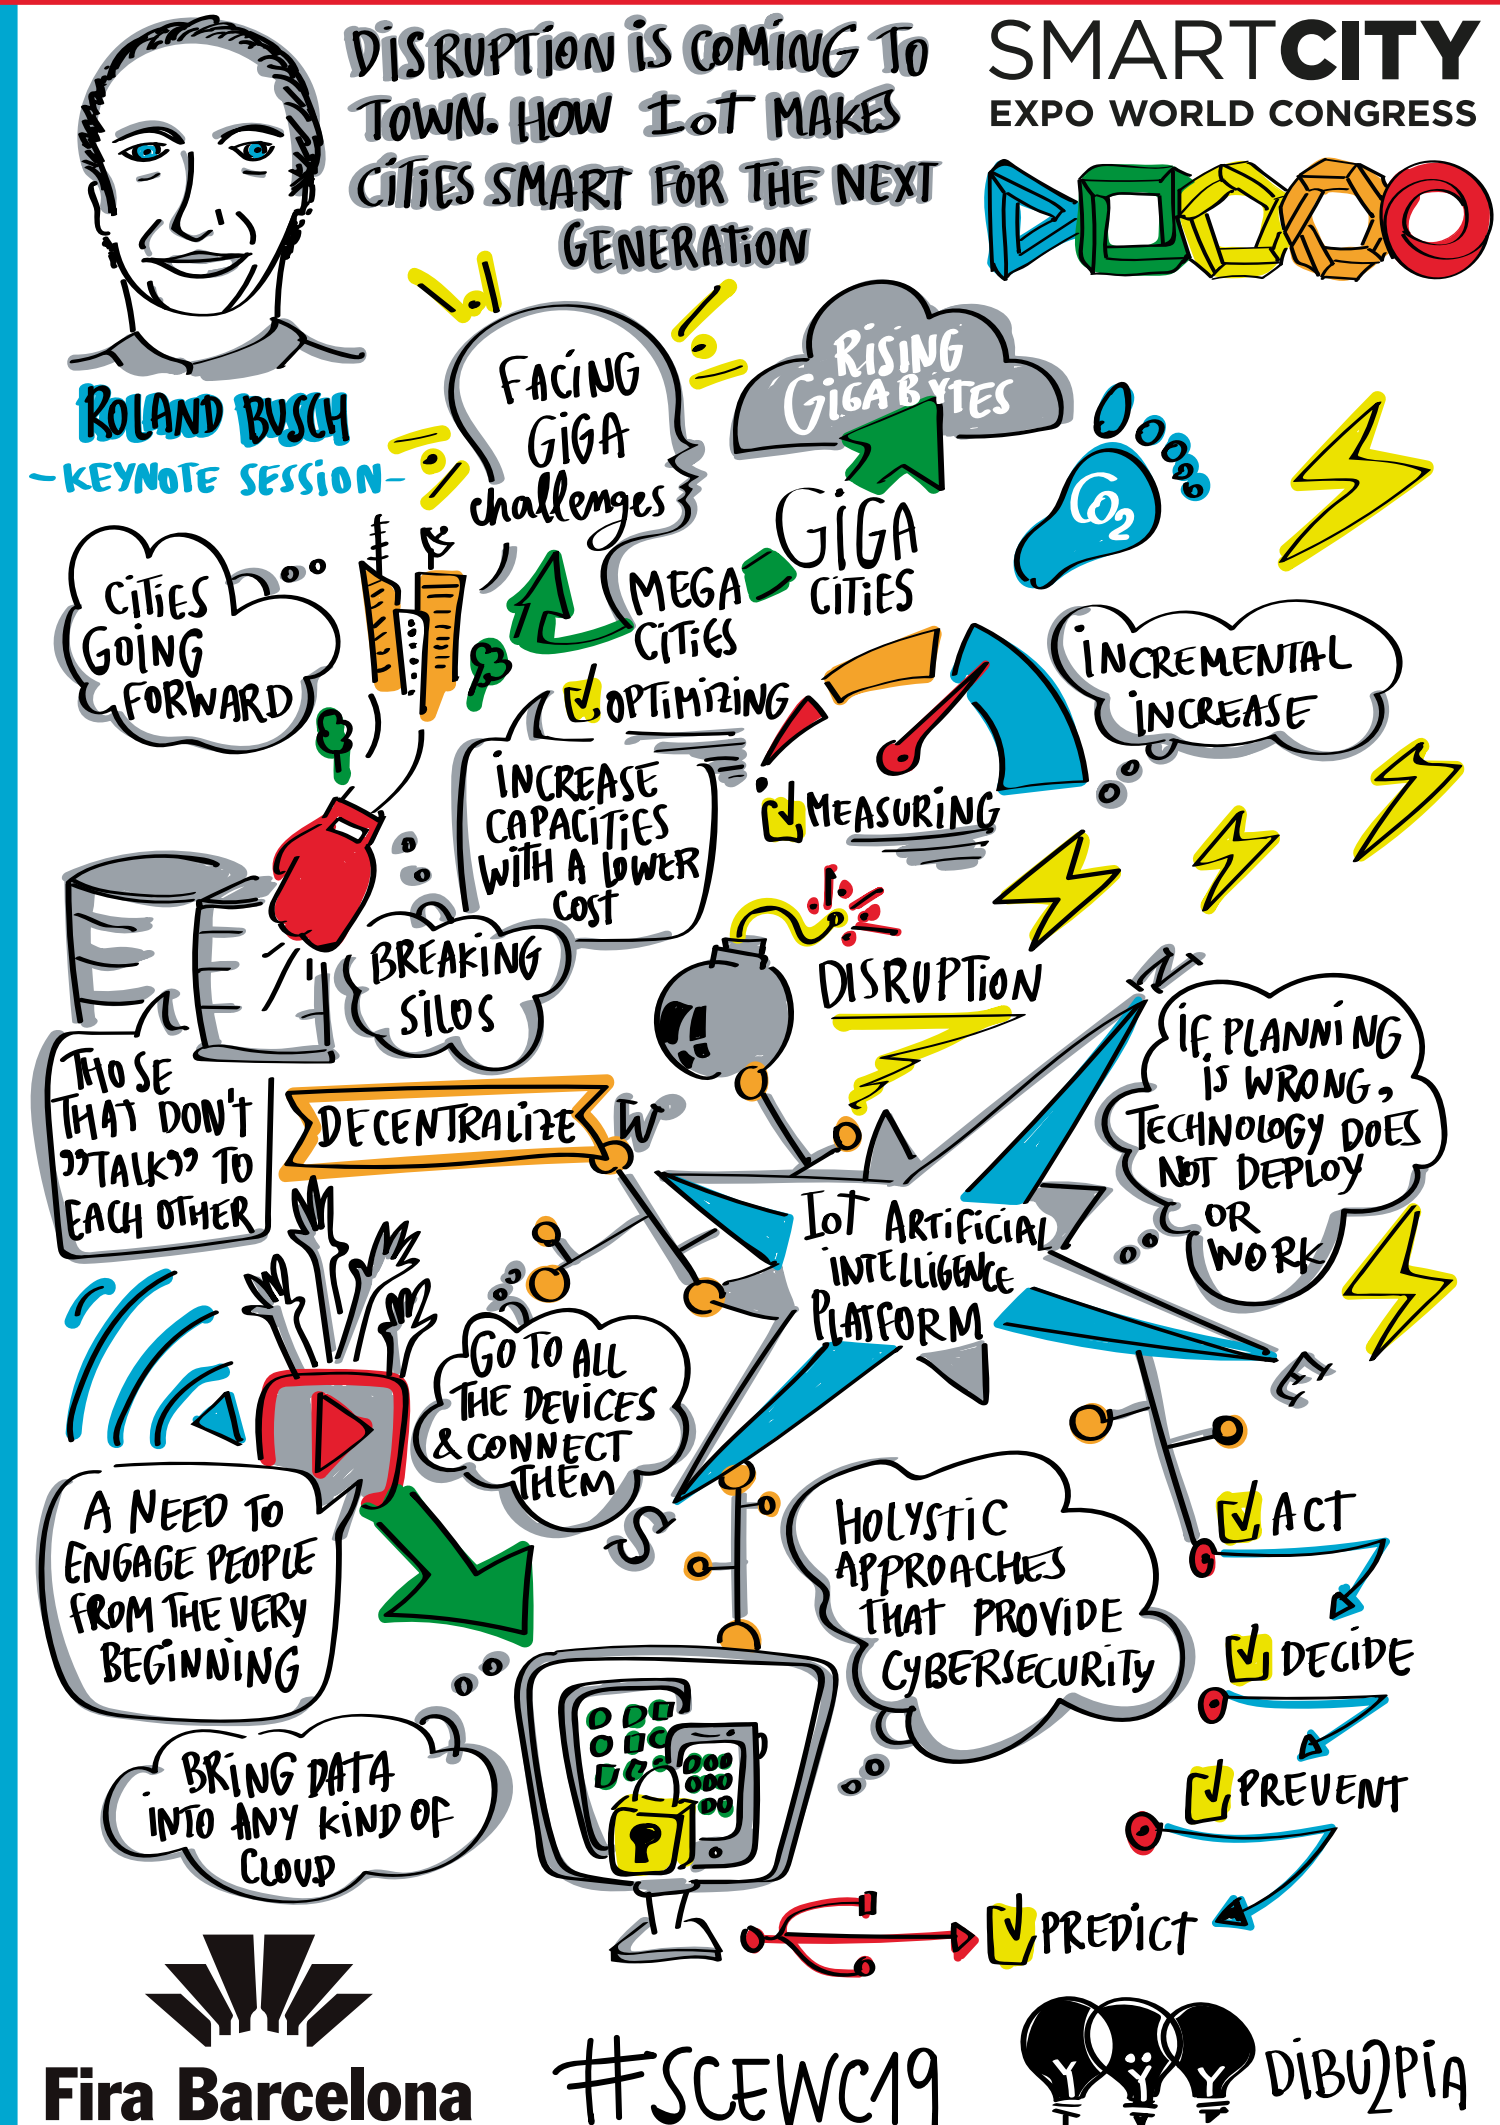 DISRUPTION IS COMING TO
TOWN. HOW IOT MAKES
CITIES SMART FOR THE NEXT
GENERATION
SMARTCITY
EXPO WORLD CONGRESS
ROLAND BUSCH
- KEYNOTE SESSION -
FACING
GIGA
challenges
RISING
GIGABYTES
CO2
GIGA
CITIES
MEGA
CITIES
CITIES
GOING
FORWARD
OPTIMIZING
INCREMENTAL
INCREASE
INCREASE
CAPACITIES
WITH A LOWER
COST
MEASURING
BREAKING
SILOS
DISRUPTION
THOSE
THAT DON'T
"TALK" TO
EACH OTHER
DECENTRALIZE
N
W
E
S
IF PLANNING
IS WRONG,
TECHNOLOGY DOES
NOT DEPLOY
OR
WORK
IOT ARTIFICIAL
INTELLIGENCE
PLATFORM
GO TO ALL
THE DEVICES
& CONNECT
THEM
A NEED TO
ENGAGE PEOPLE
FROM THE VERY
BEGINNING
HOLYSTIC
APPROACHES
THAT PROVIDE
CYBERSECURITY
ACT
DECIDE
PREVENT
PREDICT
BRING DATA
INTO ANY KIND OF
CLOUD
Fira Barcelona
#SCEWC19
DIBU2PIA